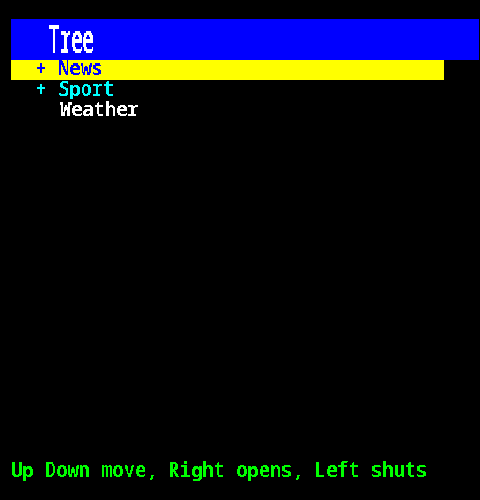 Tree
+ News
+ Sport
Weather
Up Down move, Right opens, Left shuts